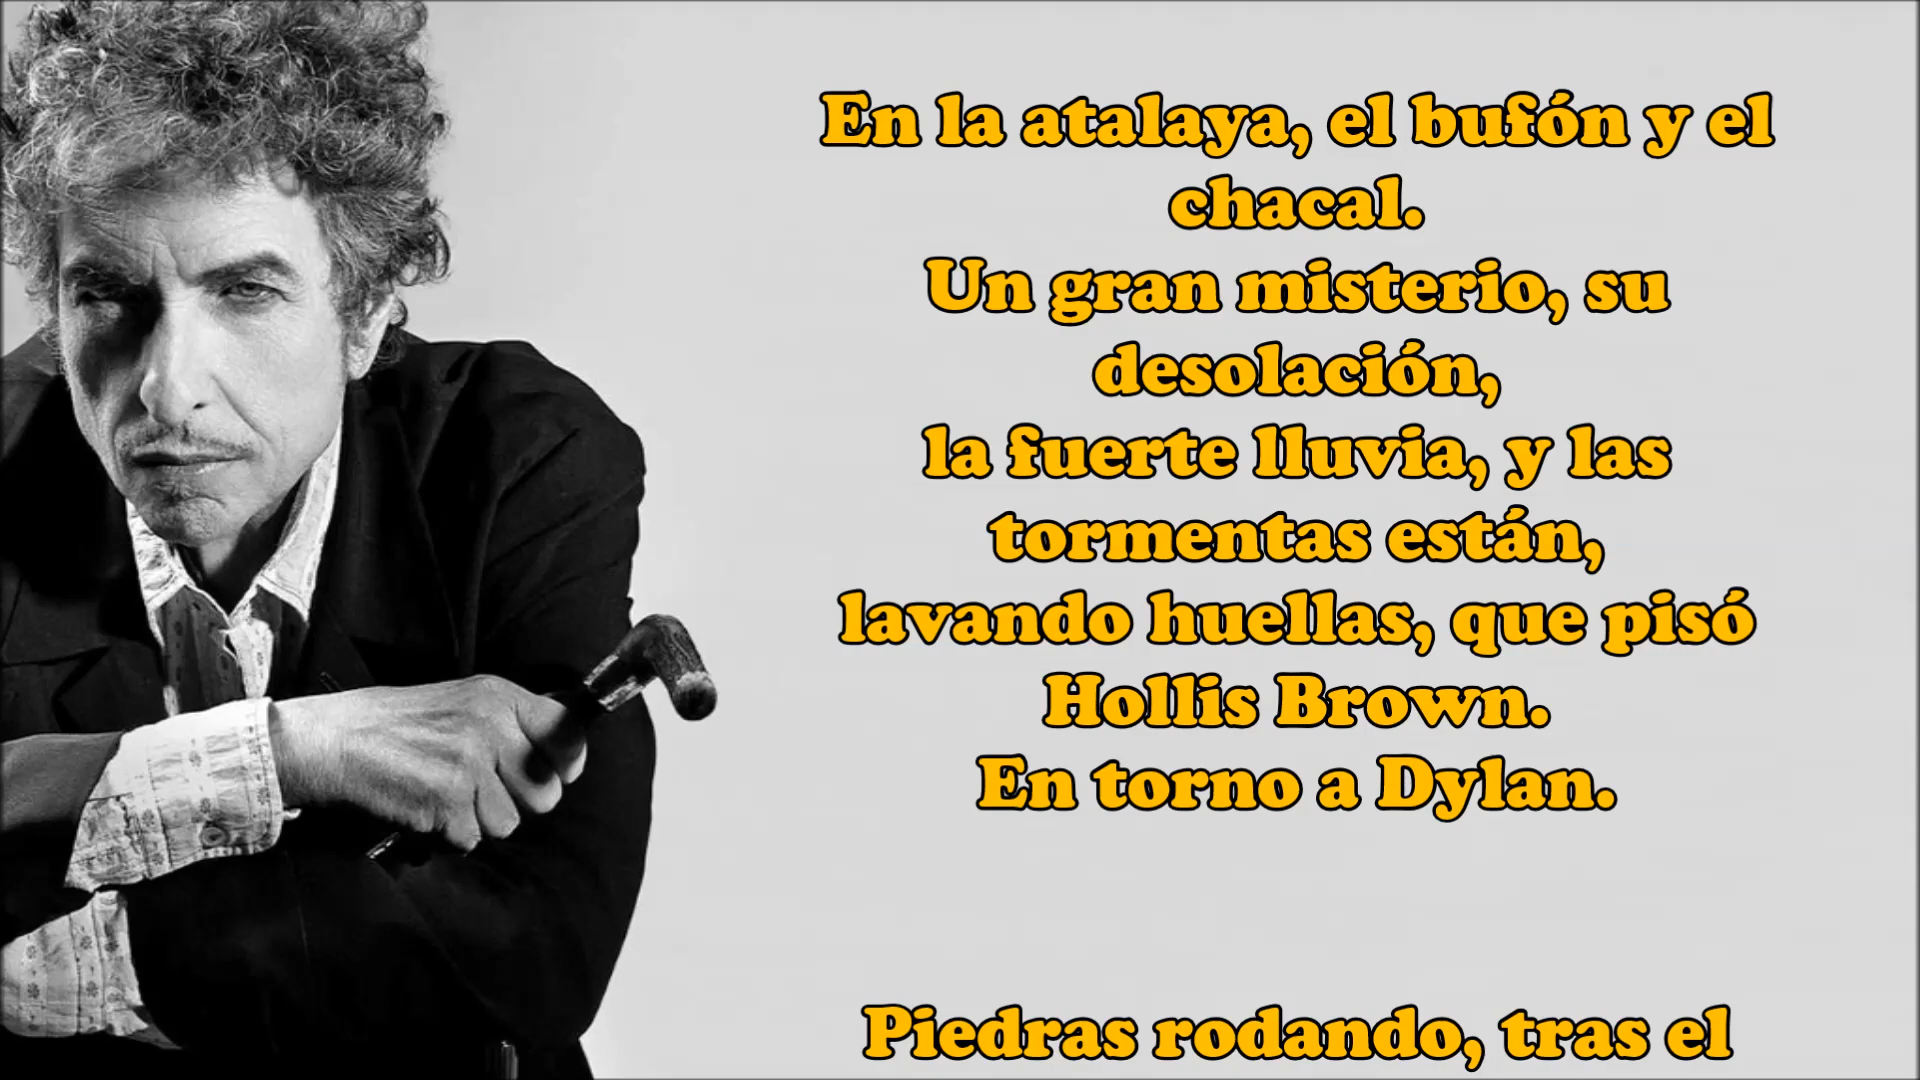 En la atalaya, el bufón y el
chacal.
Un gran misterio, su
desolación,
la fuerte lluvia, y las
tormentas están,
lavando huellas, que pisó
Hollis Brown.
En torno a Dylan.
Piedras rodando, tras el